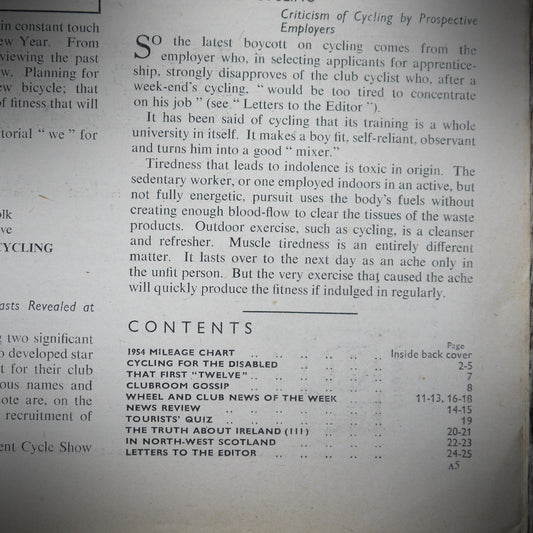 in constant touch
ew Year. From
viewing the past
w. Planning for
ew bicycle; that
of fitness that will
torial " we " for
olk
ve
CYCLING
asts Revealed at
g two significant
o developed star
t for their club
ous names and
ote are, on the
recruitment of
ent Cycle Show
Criticism of Cycling by Prospective
Employers
SO the latest boycott on cycling comes from the
employer who, in selecting applicants for apprentice-
ship, strongly disapproves of the club cyclist who, after a
week-end's cycling, " would be too tired to concentrate
on his job " (see " Letters to the Editor ").
It has been said of cycling that its training is a whole
university in itself. It makes a boy fit, self-reliant, observant
and turns him into a good " mixer."
Tiredness that leads to indolence is toxic in origin. The
sedentary worker, or one employed indoors in an active, but
not fully energetic, pursuit uses the body's fuels without
creating enough blood-flow to clear the tissues of the waste
products. Outdoor exercise, such as cycling, is a cleanser
and refresher. Muscle tiredness is an entirely different
matter. It lasts over to the next day as an ache only in
the unfit person. But the very exercise that caused the ache
will quickly produce the fitness if indulged in regularly.
CONTENTS
Page
1954 MILEAGE CHART .. .. .. .. .. Inside back cover
CYCLING FOR THE DISABLED .. .. .. .. 2-5
THAT FIRST "TWELVE" .. .. .. .. .. 7
CLUBROOM GOSSIP .. .. .. .. .. 8
WHEEL AND CLUB NEWS OF THE WEEK .. .. 11-13, 16-18
NEWS REVIEW .. .. .. .. .. .. 14-15
TOURISTS' QUIZ .. .. .. .. .. .. 19
THE TRUTH ABOUT IRELAND (III) .. .. .. 20-21
IN NORTH-WEST SCOTLAND .. .. .. .. 22-23
LETTERS TO THE EDITOR .. .. .. .. .. 24-25
A5